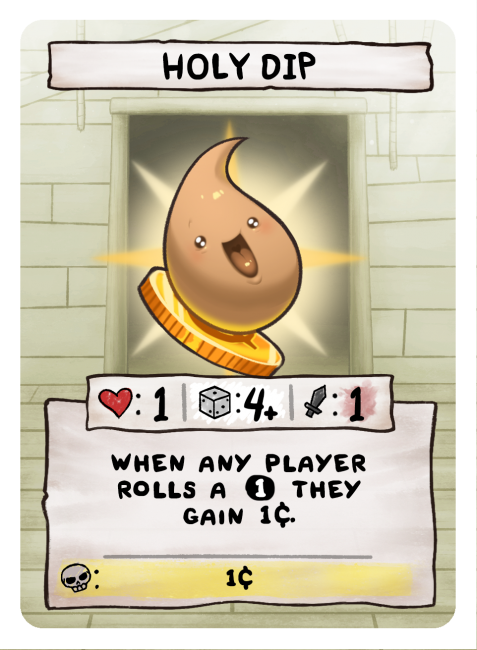 HOLY DIP
: 1 | :4+ | :1
WHEN ANY PLAYER
ROLLS A 1 THEY
GAIN 1¢.
: 1¢